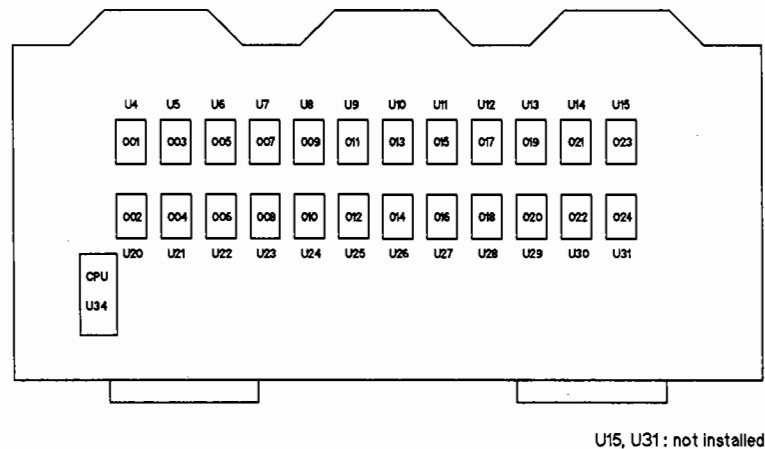 U4 U5 U6 U7 U8 U9 U10 U11 U12 U13 U14 U15
001 003 005 007 009 011 013 015 017 019 021 023
002 004 006 008 010 012 014 016 018 020 022 024
U20 U21 U22 U23 U24 U25 U26 U27 U28 U29 U30 U31
CPU
U34
U15, U31 : not installed